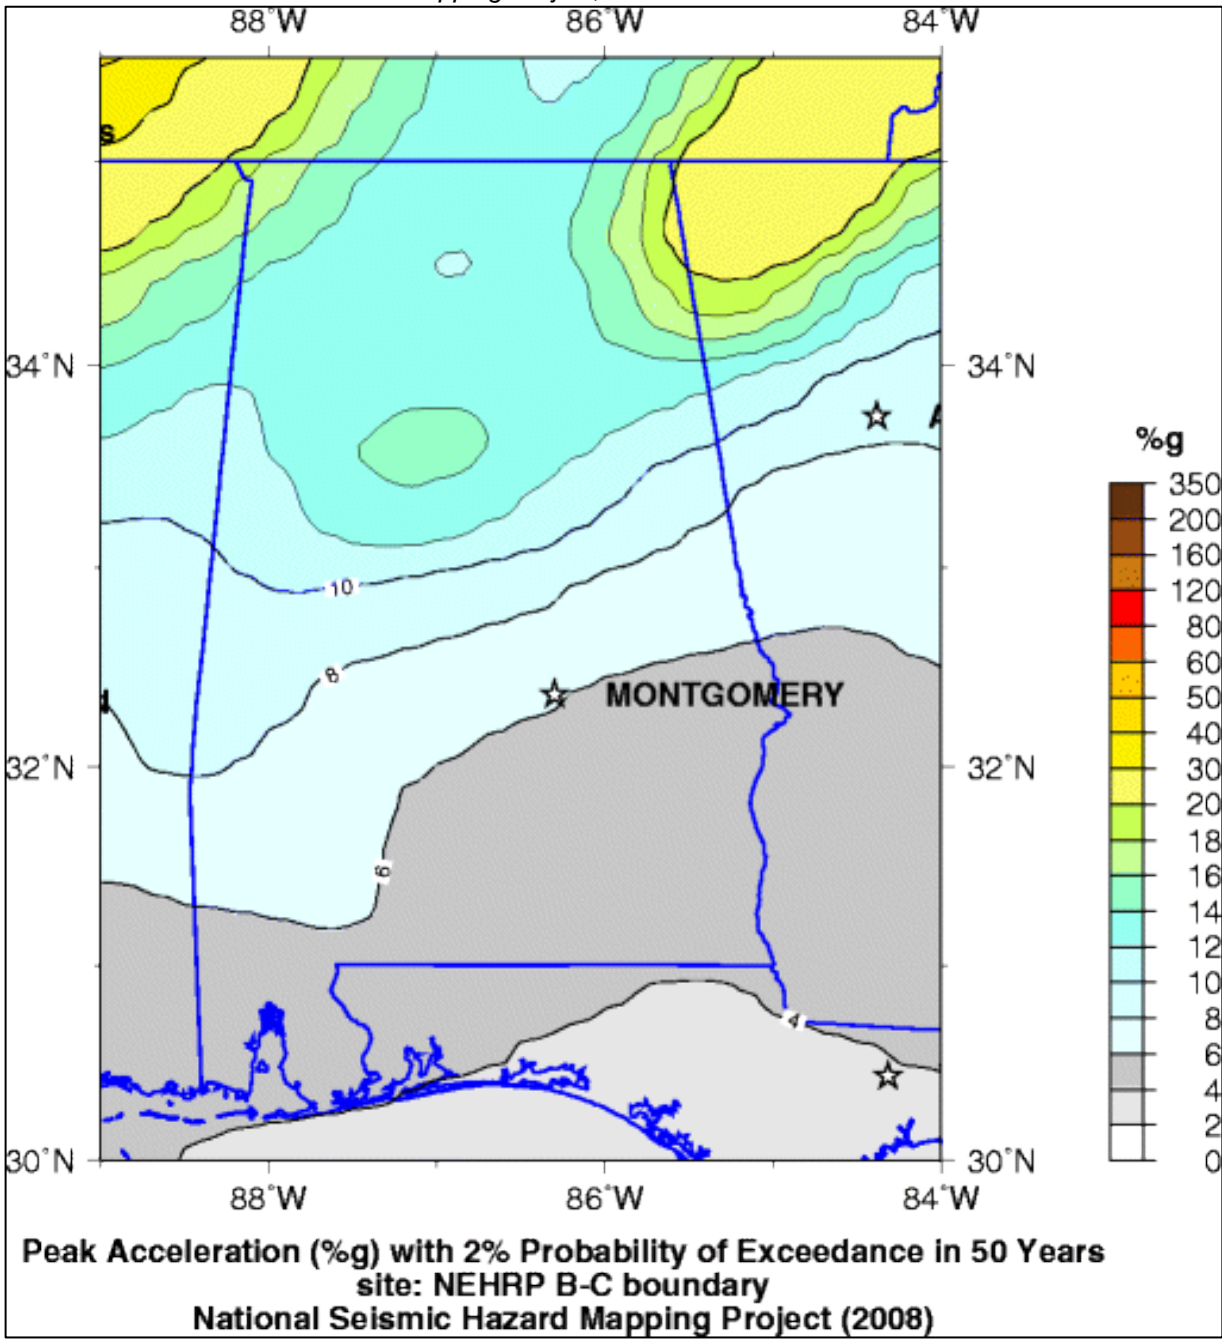 88°W 86°W 84°W
s
34°N 34°N
A
%g
350
200
160
120
80
60
50
40
30
20
18
16
14
12
10
8
6
4
2
0
10
8
d
MONTGOMERY
32°N 32°N
6
4
30°N 30°N
88°W 86°W 84°W
Peak Acceleration (%g) with 2% Probability of Exceedance in 50 Years
site: NEHRP B-C boundary
National Seismic Hazard Mapping Project (2008)